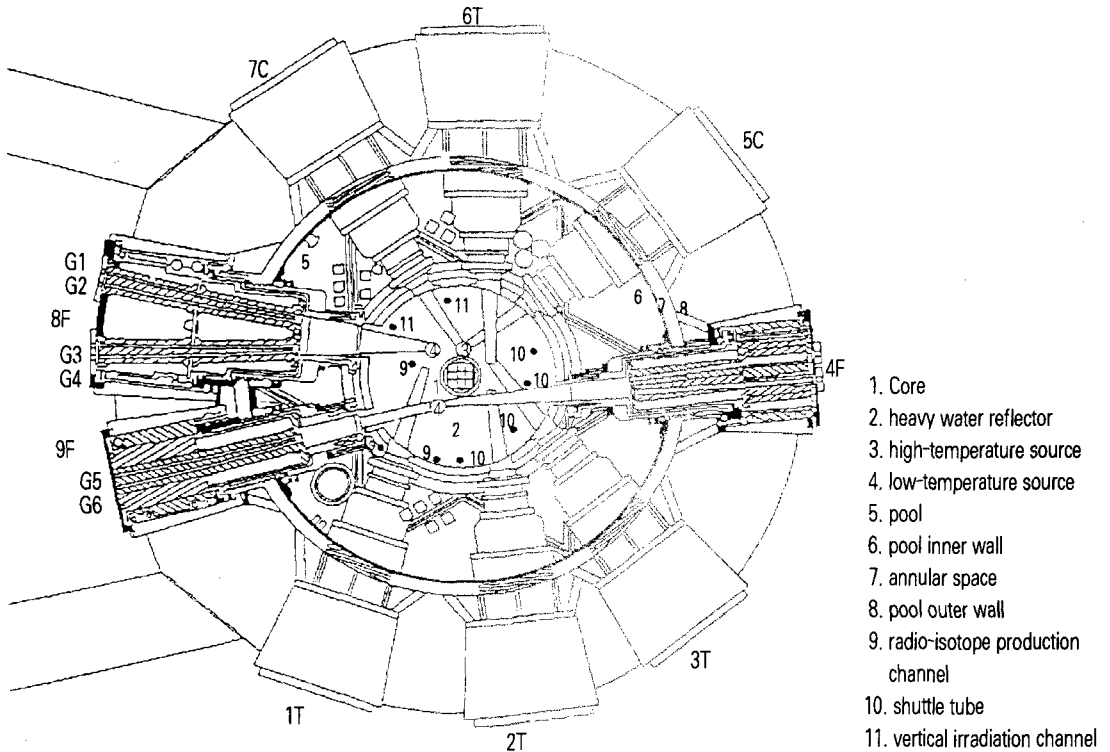 6T
7C
5C
G1
5
G2
6
7
8
11
8F
11
10
G3
9
4F
G4
10
1. Core
10
2. heavy water reflector
2
9F
9
10
3. high-temperature source
G5
4. low-temperature source
G6
5. pool
6. pool inner wall
7. annular space
8. pool outer wall
9. radio-isotope production
channel
3T
10. shuttle tube
1T
2T
11. vertical irradiation channel